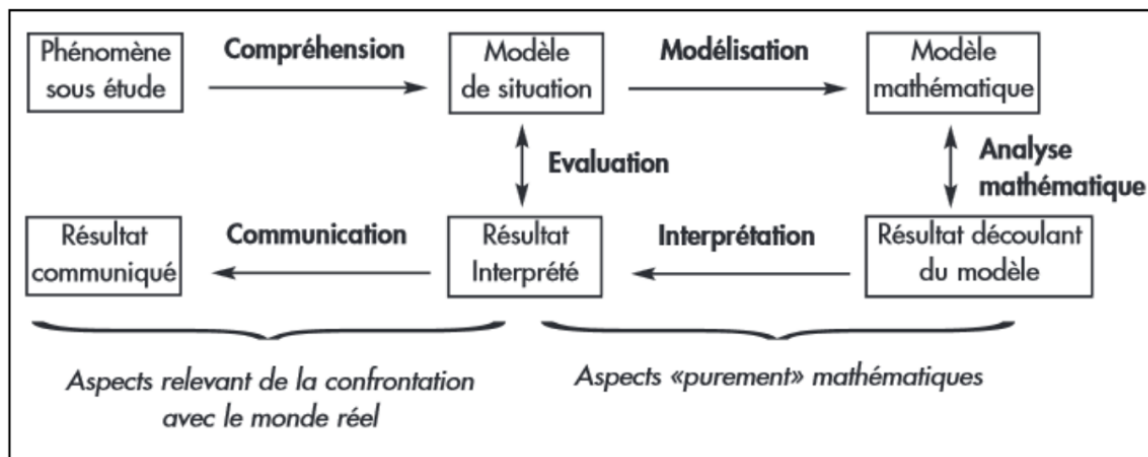 Phénomène
sous étude
Compréhension
Modèle
de situation
Modélisation
Modèle
mathématique
Evaluation
Analyse
mathématique
Résultat
communiqué
Communication
Résultat
Interprété
Interprétation
Résultat découlant
du modèle
Aspects relevant de la confrontation
avec le monde réel
Aspects «purement» mathématiques